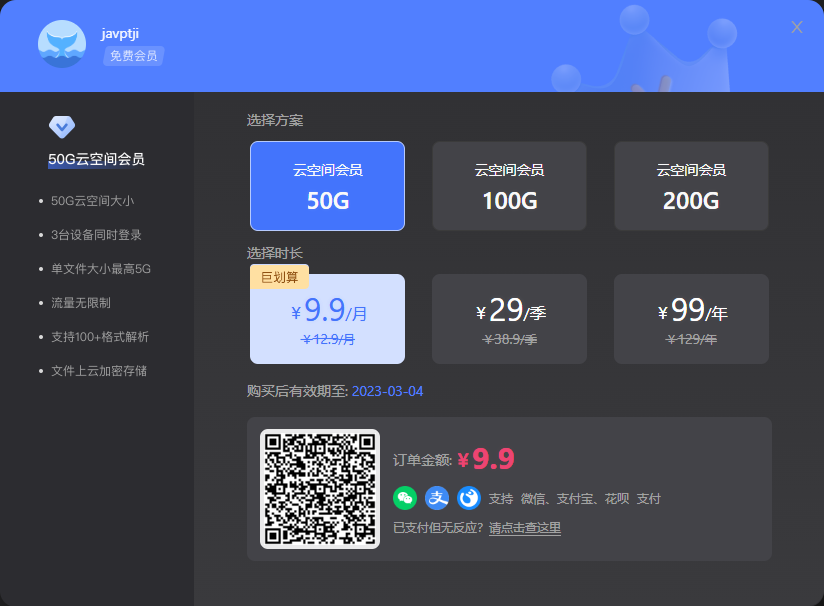 javptji
免费会员
50G云空间会员
50G云空间大小
3台设备同时登录
单文件大小最高5G
流量无限制
支持100+格式解析
文件上云加密存储
选择方案
云空间会员
50G
云空间会员
100G
云空间会员
200G
选择时长
巨划算
¥9.9/月
¥12.9/月
¥29/季
¥38.9/季
¥99/年
¥129/年
购买后有效期至: 2023-03-04
订单金额: ¥9.9
支 支持 微信、支付宝、花呗 支付
已支付但无反应? 请点击查这里